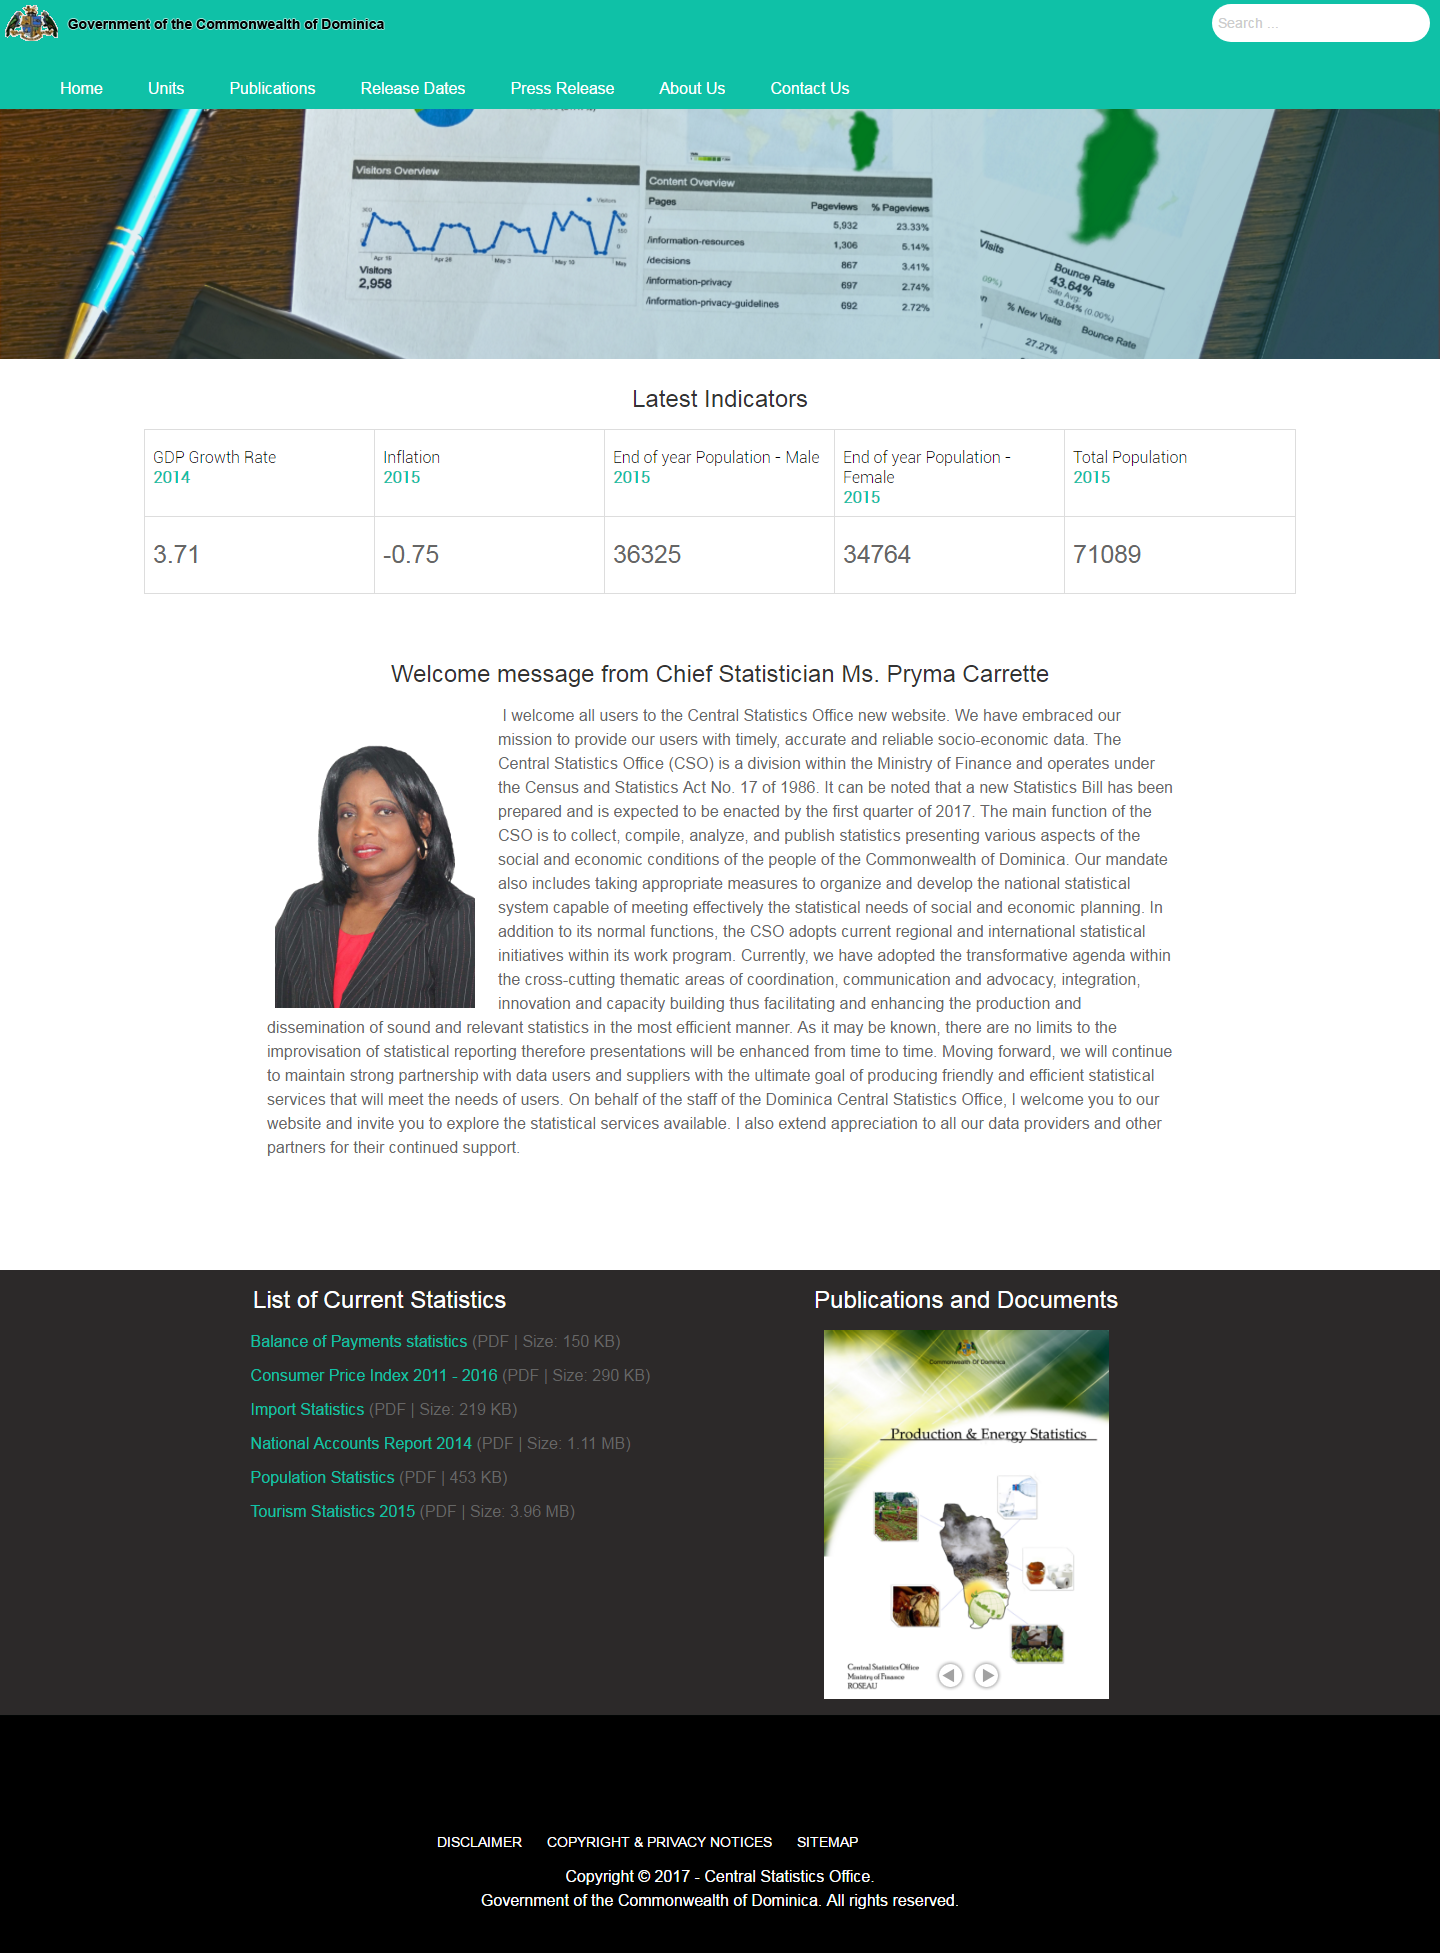 Government of the Commonwealth of Dominica
Search ...
Home
Units
Publications
Release Dates
Press Release
About Us
Contact Us
Visitors Overview
Visitors
Apr 28
May 3
May 10
Visitors
2,958
Content Overview
Pages Pageviews % Pageviews
/ 5,932 23.33%
/information-resources 1,306 5.14%
/decisions 867 3.41%
/information-privacy 697 2.74%
/information-privacy-guidelines 692 2.72%
Visits
Bounce Rate
43.64%
Site Avg:
43.64% (0.00%)
% New Visits
Bounce Rate
27.27%
Latest Indicators
GDP Growth Rate
2014
Inflation
2015
End of year Population - Male
2015
End of year Population -
Female
2015
Total Population
2015
3.71
-0.75
36325
34764
71089
Welcome message from Chief Statistician Ms. Pryma Carrette
I welcome all users to the Central Statistics Office new website. We have embraced our
mission to provide our users with timely, accurate and reliable socio-economic data. The
Central Statistics Office (CSO) is a division within the Ministry of Finance and operates under
the Census and Statistics Act No. 17 of 1986. It can be noted that a new Statistics Bill has been
prepared and is expected to be enacted by the first quarter of 2017. The main function of the
CSO is to collect, compile, analyze, and publish statistics presenting various aspects of the
social and economic conditions of the people of the Commonwealth of Dominica. Our mandate
also includes taking appropriate measures to organize and develop the national statistical
system capable of meeting effectively the statistical needs of social and economic planning. In
addition to its normal functions, the CSO adopts current regional and international statistical
initiatives within its work program. Currently, we have adopted the transformative agenda within
the cross-cutting thematic areas of coordination, communication and advocacy, integration,
innovation and capacity building thus facilitating and enhancing the production and
dissemination of sound and relevant statistics in the most efficient manner. As it may be known, there are no limits to the
improvisation of statistical reporting therefore presentations will be enhanced from time to time. Moving forward, we will continue
to maintain strong partnership with data users and suppliers with the ultimate goal of producing friendly and efficient statistical
services that will meet the needs of users. On behalf of the staff of the Dominica Central Statistics Office, I welcome you to our
website and invite you to explore the statistical services available. I also extend appreciation to all our data providers and other
partners for their continued support.
List of Current Statistics
Balance of Payments statistics (PDF | Size: 150 KB)
Consumer Price Index 2011 - 2016 (PDF | Size: 290 KB)
Import Statistics (PDF | Size: 219 KB)
National Accounts Report 2014 (PDF | Size: 1.11 MB)
Population Statistics (PDF | 453 KB)
Tourism Statistics 2015 (PDF | Size: 3.96 MB)
Publications and Documents
Commonwealth Of Dominica
Production & Energy Statistics
Central Statistics Office
Ministry of Finance
ROSEAU
DISCLAIMER
COPYRIGHT & PRIVACY NOTICES
SITEMAP
Copyright © 2017 - Central Statistics Office.
Government of the Commonwealth of Dominica. All rights reserved.